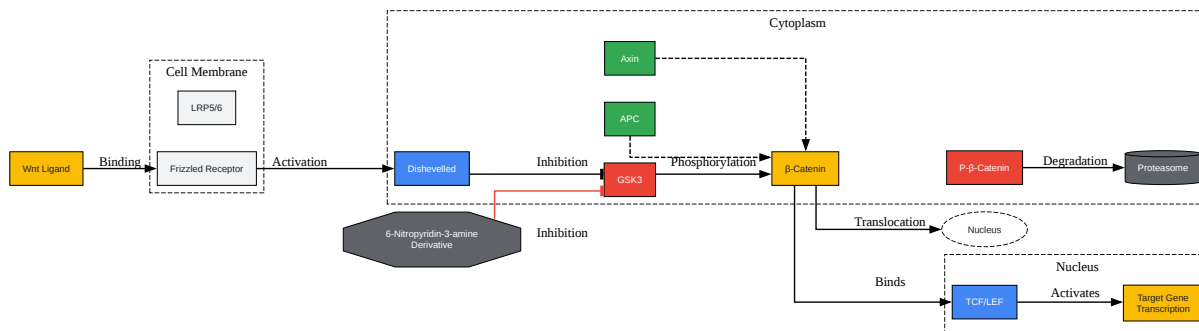 Cytoplasm
Axin
Cell Membrane
LRP5/6
APC
Wnt Ligand
Binding
Frizzled Receptor
Activation
Dishevelled
Inhibition
GSK3
Phosphorylation
β-Catenin
P-β-Catenin
Degradation
Proteasome
6-Nitropyridin-3-amine
Derivative
Inhibition
Translocation
Nucleus
Nucleus
Binds
TCF/LEF
Activates
Target Gene
Transcription